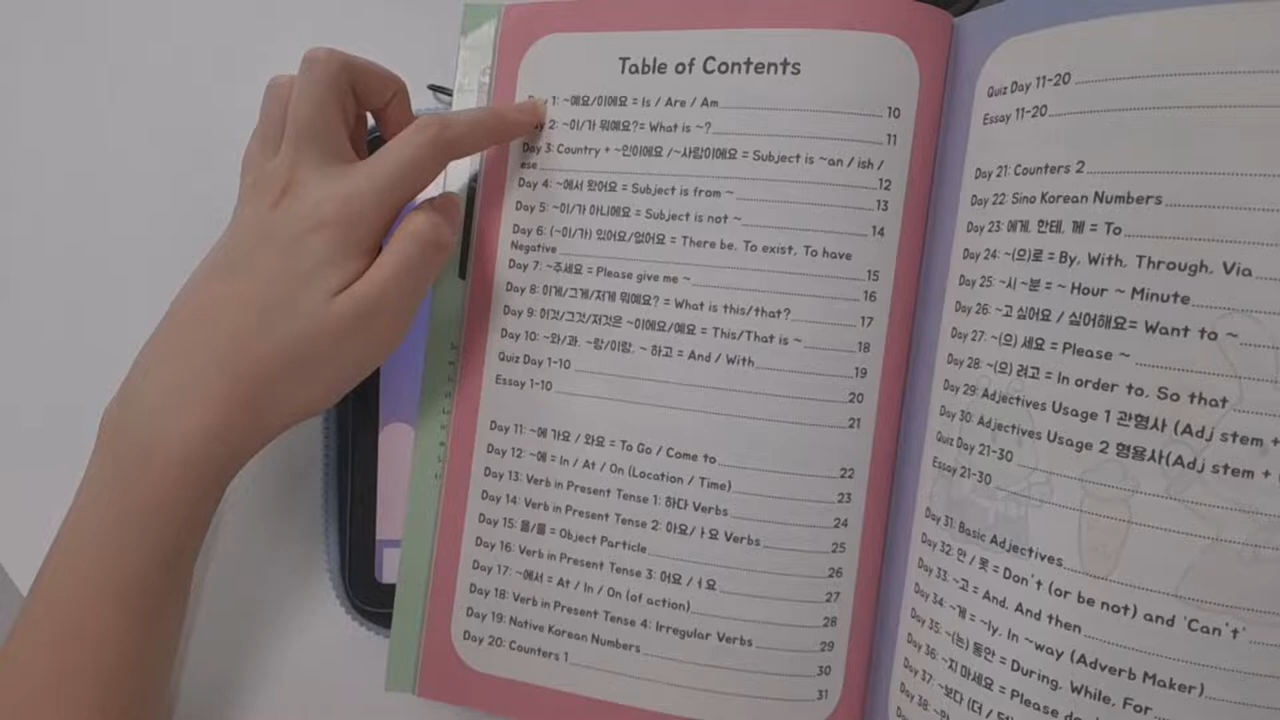 Table of Contents
1: ~예요/이에요 = Is / Are / Am 10
2: ~이/가 뭐예요?= What is ~? 11
Day 3: Country + ~인이에요 /~사람이에요 = Subject is ~an / ish /
ese 12
Day 4: ~에서 왔어요 = Subject is from ~ 13
Day 5: ~이/가 아니에요 = Subject is not ~ 14
Day 6: (~이/가) 있어요/없어요 = There be, To exist, To have
Negative 15
Day 7: ~주세요 = Please give me ~ 16
Day 8: 이게/그게/저게 뭐예요? = What is this/that? 17
Day 9: 이것/그것/저것은 ~이에요/예요 = This/That is ~ 18
Day 10: ~와/과, ~랑/이랑, ~ 하고 = And / With 19
Quiz Day 1-10 20
Essay 1-10 21
Day 11: ~에 가요 / 와요 = To Go / Come to 22
Day 12: ~에 = In / At / On (Location / Time) 23
Day 13: Verb in Present Tense 1: 하다 Verbs 24
Day 14: Verb in Present Tense 2: 아요/ㅏ요 Verbs 25
Day 15: 을/를 = Object Particle 26
Day 16: Verb in Present Tense 3: 어요 / ㅓ요 27
Day 17: ~에서 = At / In / On (of action) 28
Day 18: Verb in Present Tense 4: Irregular Verbs 29
Day 19: Native Korean Numbers 30
Day 20: Counters 1 31
Quiz Day 11-20
Essay 11-20
Day 21: Counters 2
Day 22: Sino Korean Numbers
Day 23: 에게, 한테, 께 = To
Day 24: ~(으)로 = By, With, Through, Via
Day 25: ~시 ~분 = ~ Hour ~ Minute
Day 26: ~고 싶어요 / 싶어해요= Want to ~
Day 27: ~(으) 세요 = Please ~
Day 28: ~(으) 려고 = In order to, So that
Day 29: Adjectives Usage 1 관형사 (Adj stem +
Day 30: Adjectives Usage 2 형용사(Adj stem +
Quiz Day 21-30
Essay 21-30
Day 31: Basic Adjectives
Day 32: 안 / 못 = Don't (or be not) and 'Can't'
Day 33: ~고 = And, And then
Day 34: ~게 = ~ly, In ~way (Adverb Maker)
Day 35: ~(는) 동안 = During, While, For
Day 36: ~지 마세요 = Please
Day 37: ~보다 (더 /
Day 38: